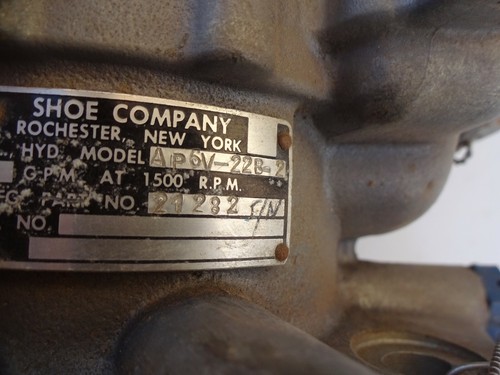 SHOE COMPANY
ROCHESTER, NEW YORK
HYD. MODEL AP6V-22B-2
G.P.M. AT 1500 R.P.M.
PART NO. 21282 S/N
NO.